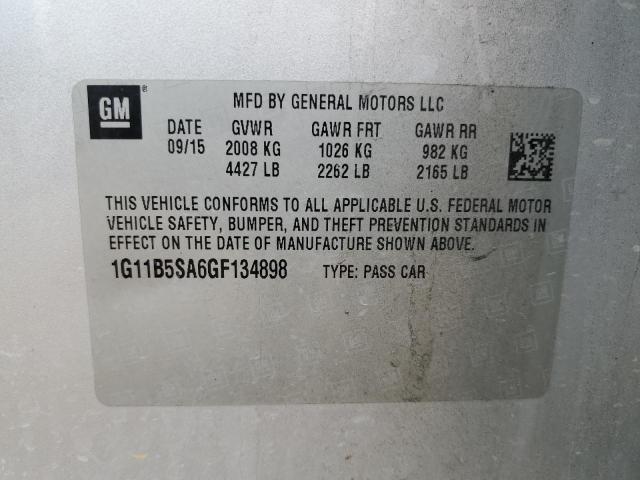 GM ® MFD BY GENERAL MOTORS LLC
DATE GVWR GAWR FRT GAWR RR
09/15 2008 KG 1026 KG 982 KG
4427 LB 2262 LB 2165 LB
THIS VEHICLE CONFORMS TO ALL APPLICABLE U.S. FEDERAL MOTOR
VEHICLE SAFETY, BUMPER, AND THEFT PREVENTION STANDARDS IN
EFFECT ON THE DATE OF MANUFACTURE SHOWN ABOVE.
1G11B5SA6GF134898 TYPE: PASS CAR